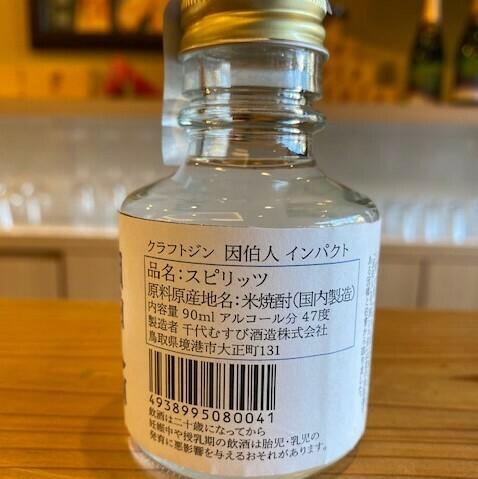 クラフトジン 因伯人 インパクト
品名:スピリッツ
原料原産地名:米焼酎(国内製造)
内容量 90ml アルコール分 47度
製造者 千代むすび酒造株式会社
鳥取県境港市大正町131
4938995080041
飲酒は二十歳になってから
妊娠中や授乳期の飲酒は胎児・乳児の
発育に悪影響を与えるおそれがあります。